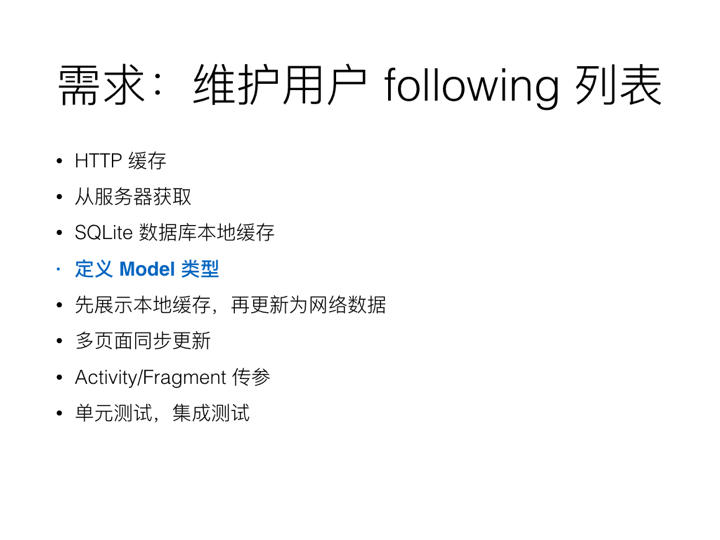 需求：维护用户 following 列表
• HTTP 缓存
• 从服务器获取
• SQLite 数据库本地缓存
• 定义 Model 类型
• 先展示本地缓存，再更新为网络数据
• 多页面同步更新
• Activity/Fragment 传参
• 单元测试，集成测试